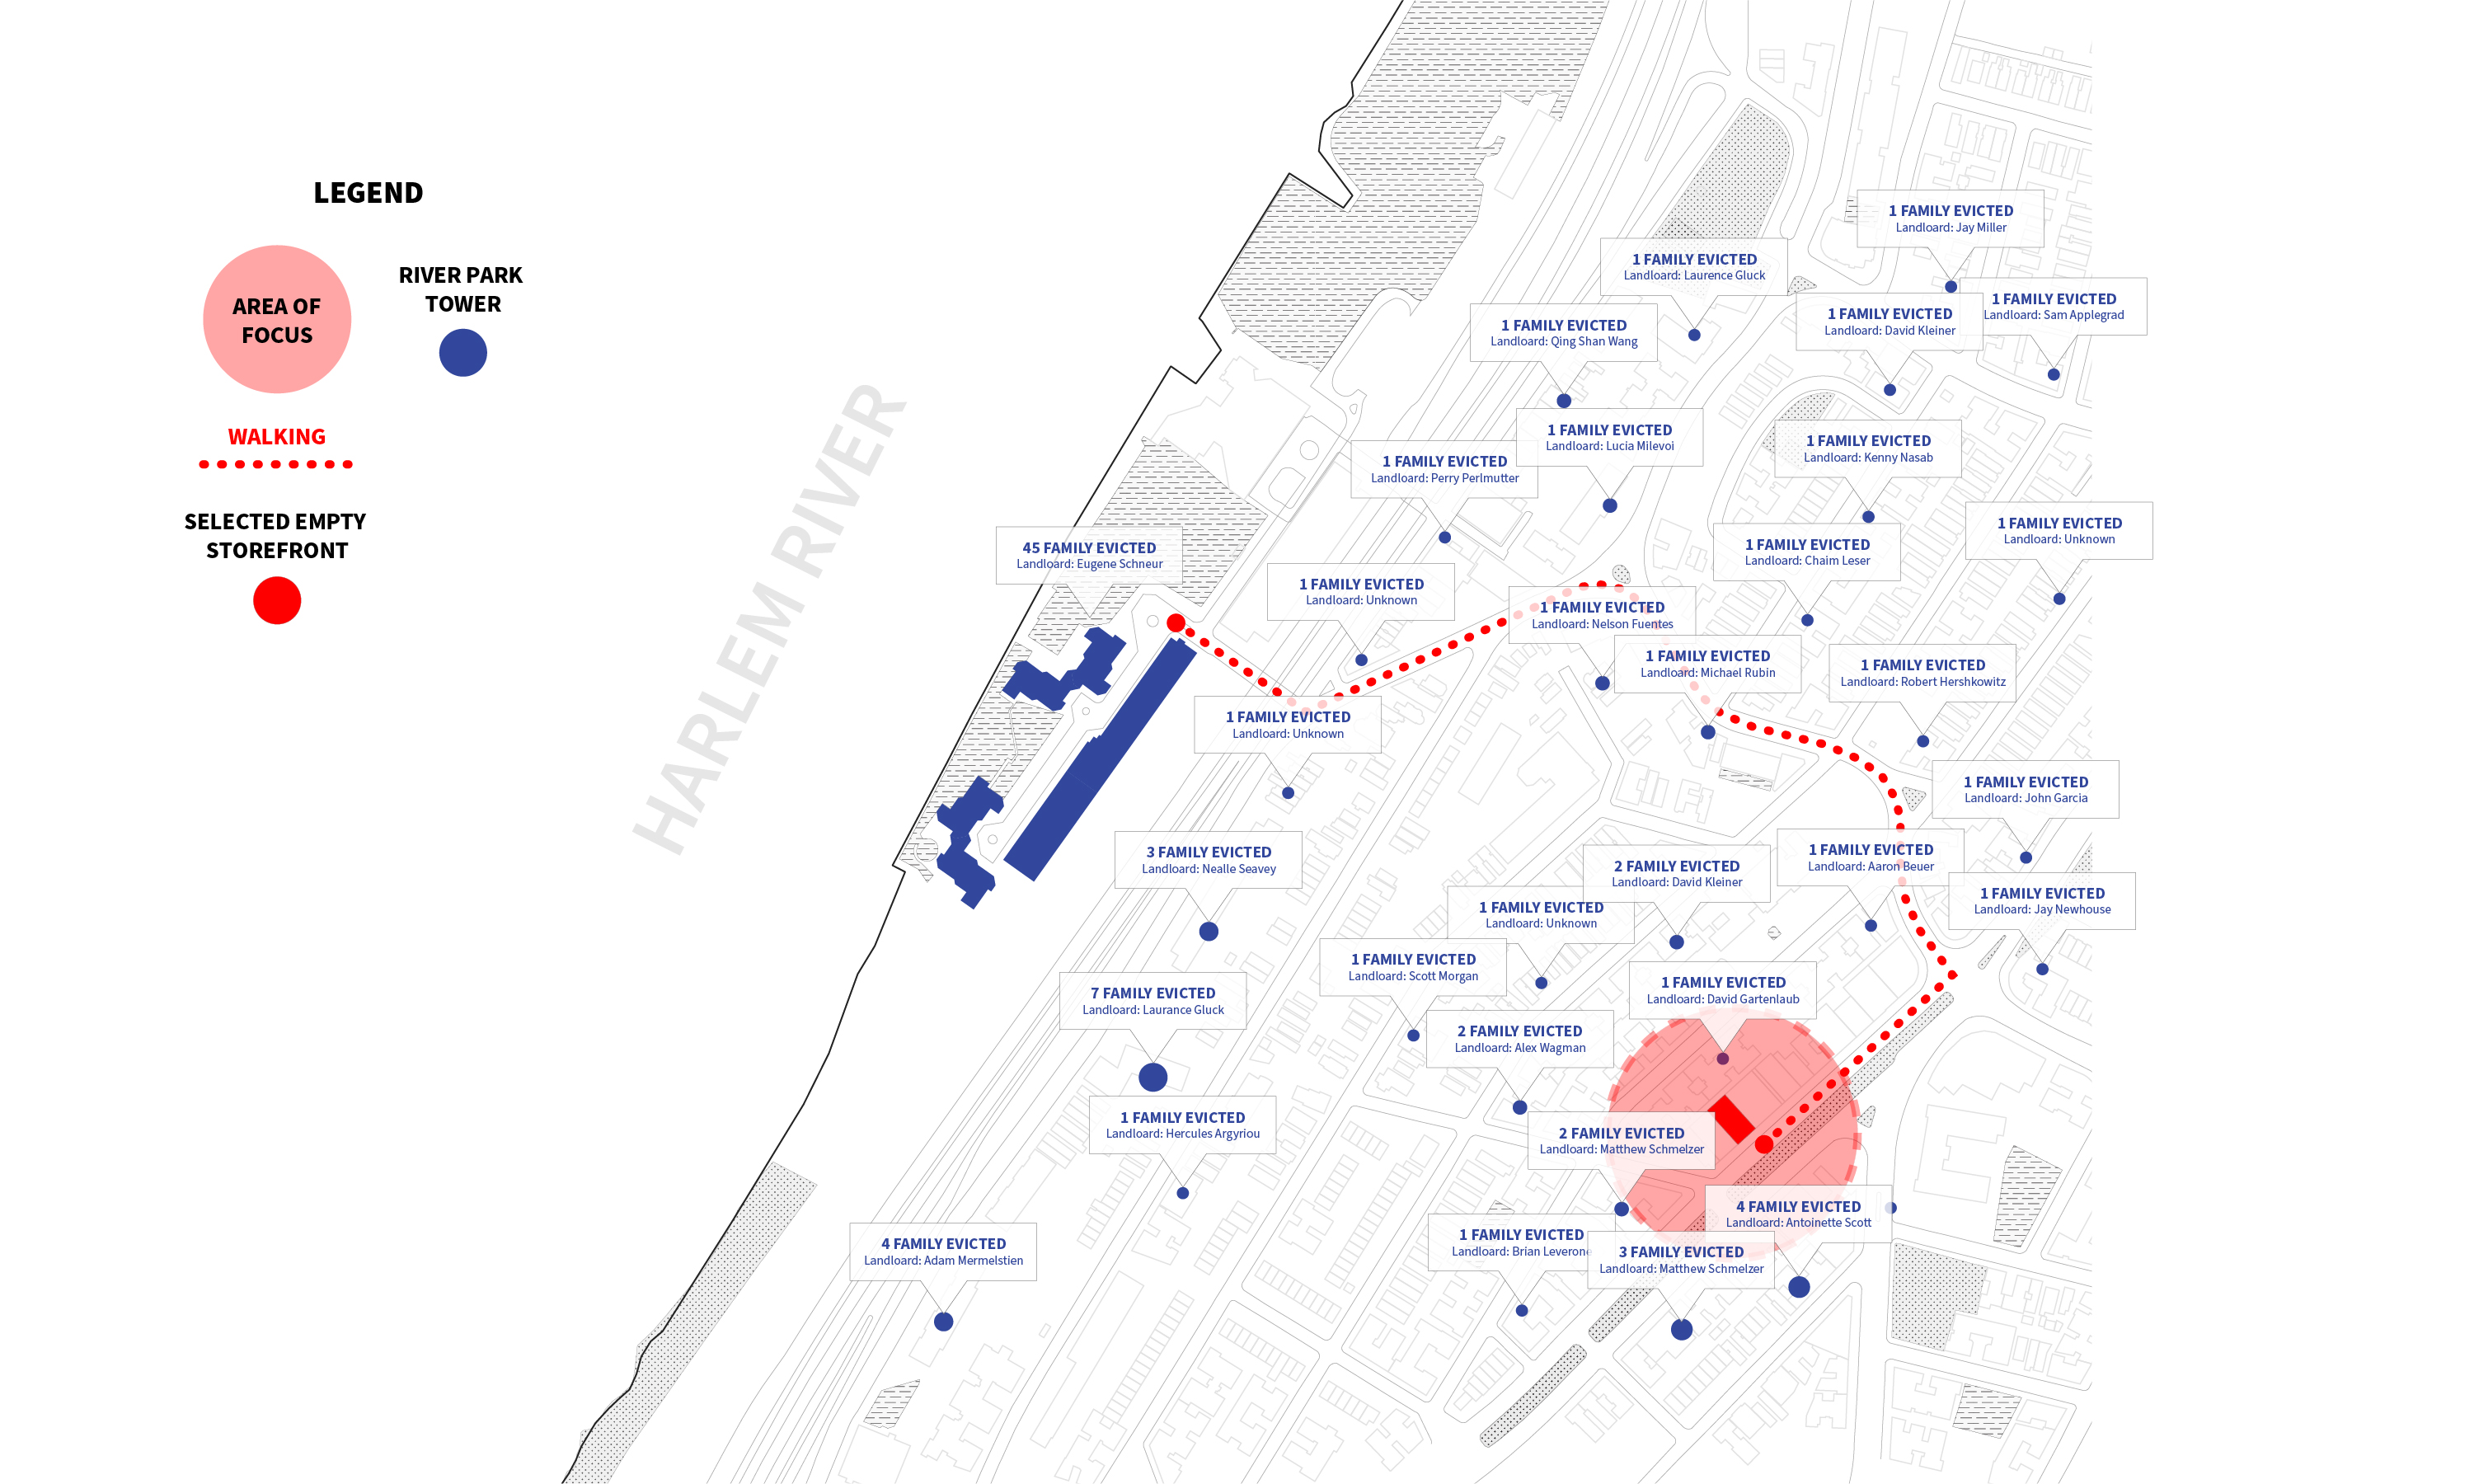 LEGEND
AREA OF
FOCUS
RIVER PARK
TOWER
WALKING
SELECTED EMPTY
STOREFRONT
HARLEM RIVER
1 FAMILY EVICTED
Landloard: Jay Miller
1 FAMILY EVICTED
Landloard: Laurence Gluck
1 FAMILY EVICTED
Landloard: Sam Applegrad
1 FAMILY EVICTED
Landloard: David Kleiner
1 FAMILY EVICTED
Landloard: Qing Shan Wang
1 FAMILY EVICTED
Landloard: Lucia Milevoi
1 FAMILY EVICTED
Landloard: Kenny Nasab
1 FAMILY EVICTED
Landloard: Perry Perlmutter
1 FAMILY EVICTED
Landloard: Unknown
1 FAMILY EVICTED
Landloard: Chaim Leser
45 FAMILY EVICTED
Landloard: Eugene Schneur
1 FAMILY EVICTED
Landloard: Unknown
1 FAMILY EVICTED
Landloard: Nelson Fuentes
1 FAMILY EVICTED
Landloard: Michael Rubin
1 FAMILY EVICTED
Landloard: Robert Hershkowitz
1 FAMILY EVICTED
Landloard: Unknown
1 FAMILY EVICTED
Landloard: John Garcia
3 FAMILY EVICTED
Landloard: Nealle Seavey
1 FAMILY EVICTED
Landloard: Aaron Beuer
2 FAMILY EVICTED
Landloard: David Kleiner
1 FAMILY EVICTED
Landloard: Jay Newhouse
1 FAMILY EVICTED
Landloard: Unknown
1 FAMILY EVICTED
Landloard: Scott Morgan
1 FAMILY EVICTED
Landloard: David Gartenlaub
7 FAMILY EVICTED
Landloard: Laurance Gluck
2 FAMILY EVICTED
Landloard: Alex Wagman
1 FAMILY EVICTED
Landloard: Hercules Argyriou
2 FAMILY EVICTED
Landloard: Matthew Schmelzer
4 FAMILY EVICTED
Landloard: Antoinette Scott
1 FAMILY EVICTED
Landloard: Brian Leverone
4 FAMILY EVICTED
Landloard: Adam Mermelstien
3 FAMILY EVICTED
Landloard: Matthew Schmelzer